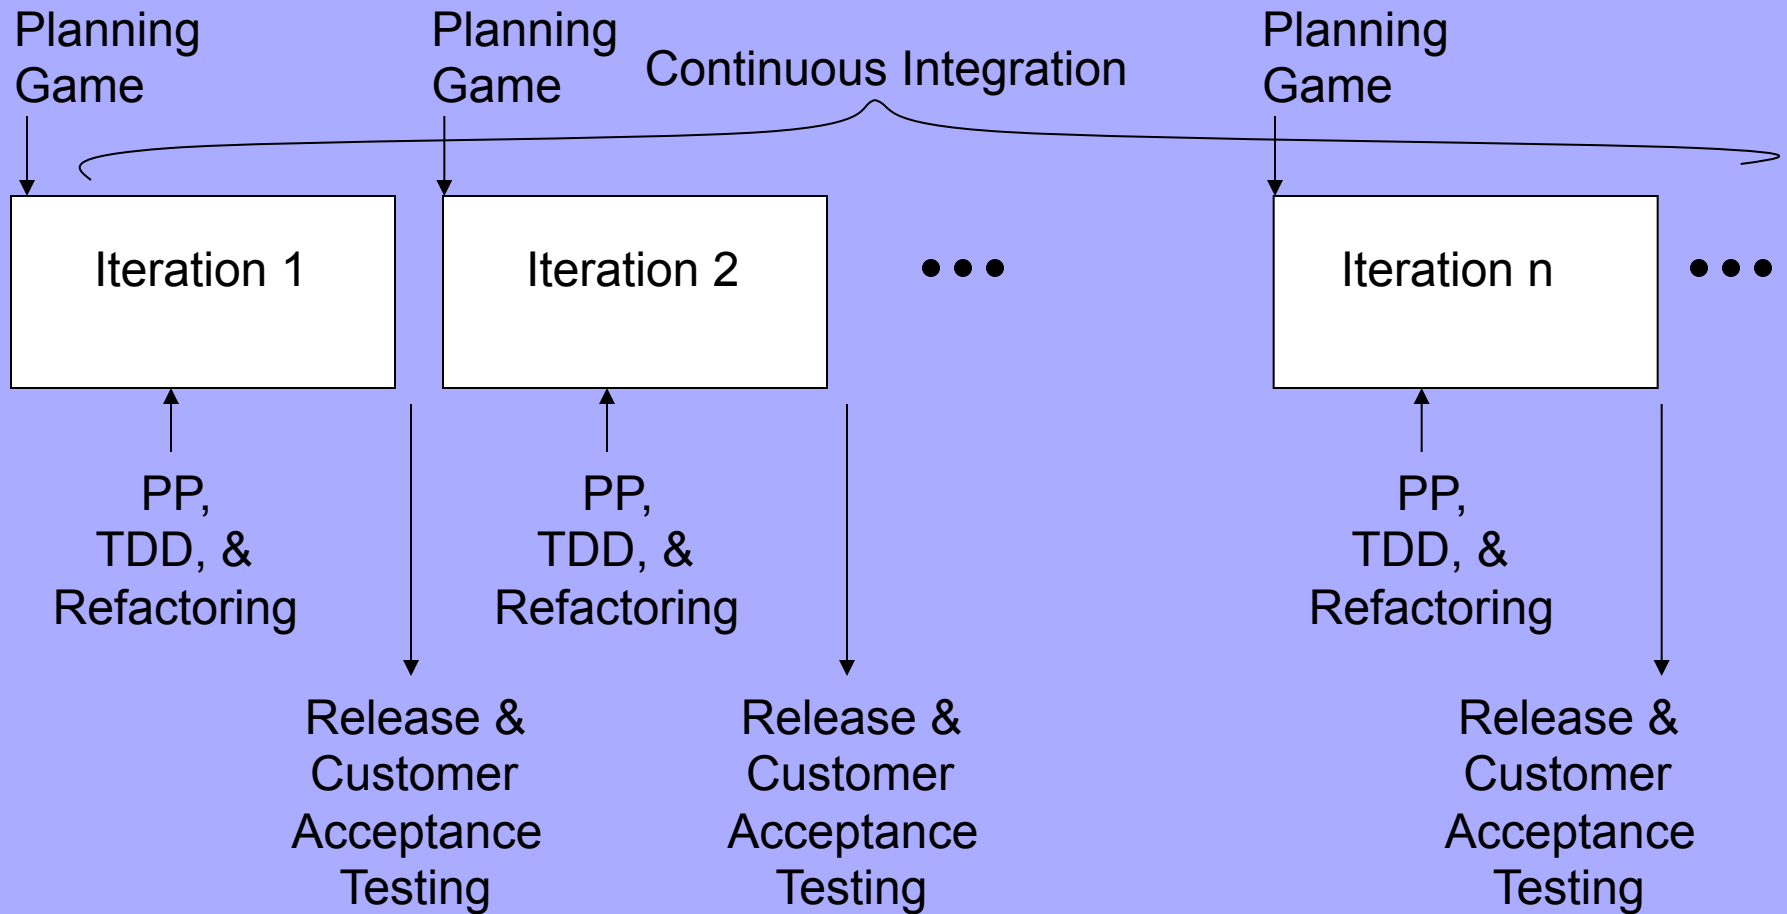 Planning
Game
Planning
Game
Continuous Integration
Planning
Game
Iteration 1
Iteration 2
•••
Iteration n
•••
PP,
TDD, &
Refactoring
PP,
TDD, &
Refactoring
PP,
TDD, &
Refactoring
Release &
Customer
Acceptance
Testing
Release &
Customer
Acceptance
Testing
Release &
Customer
Acceptance
Testing